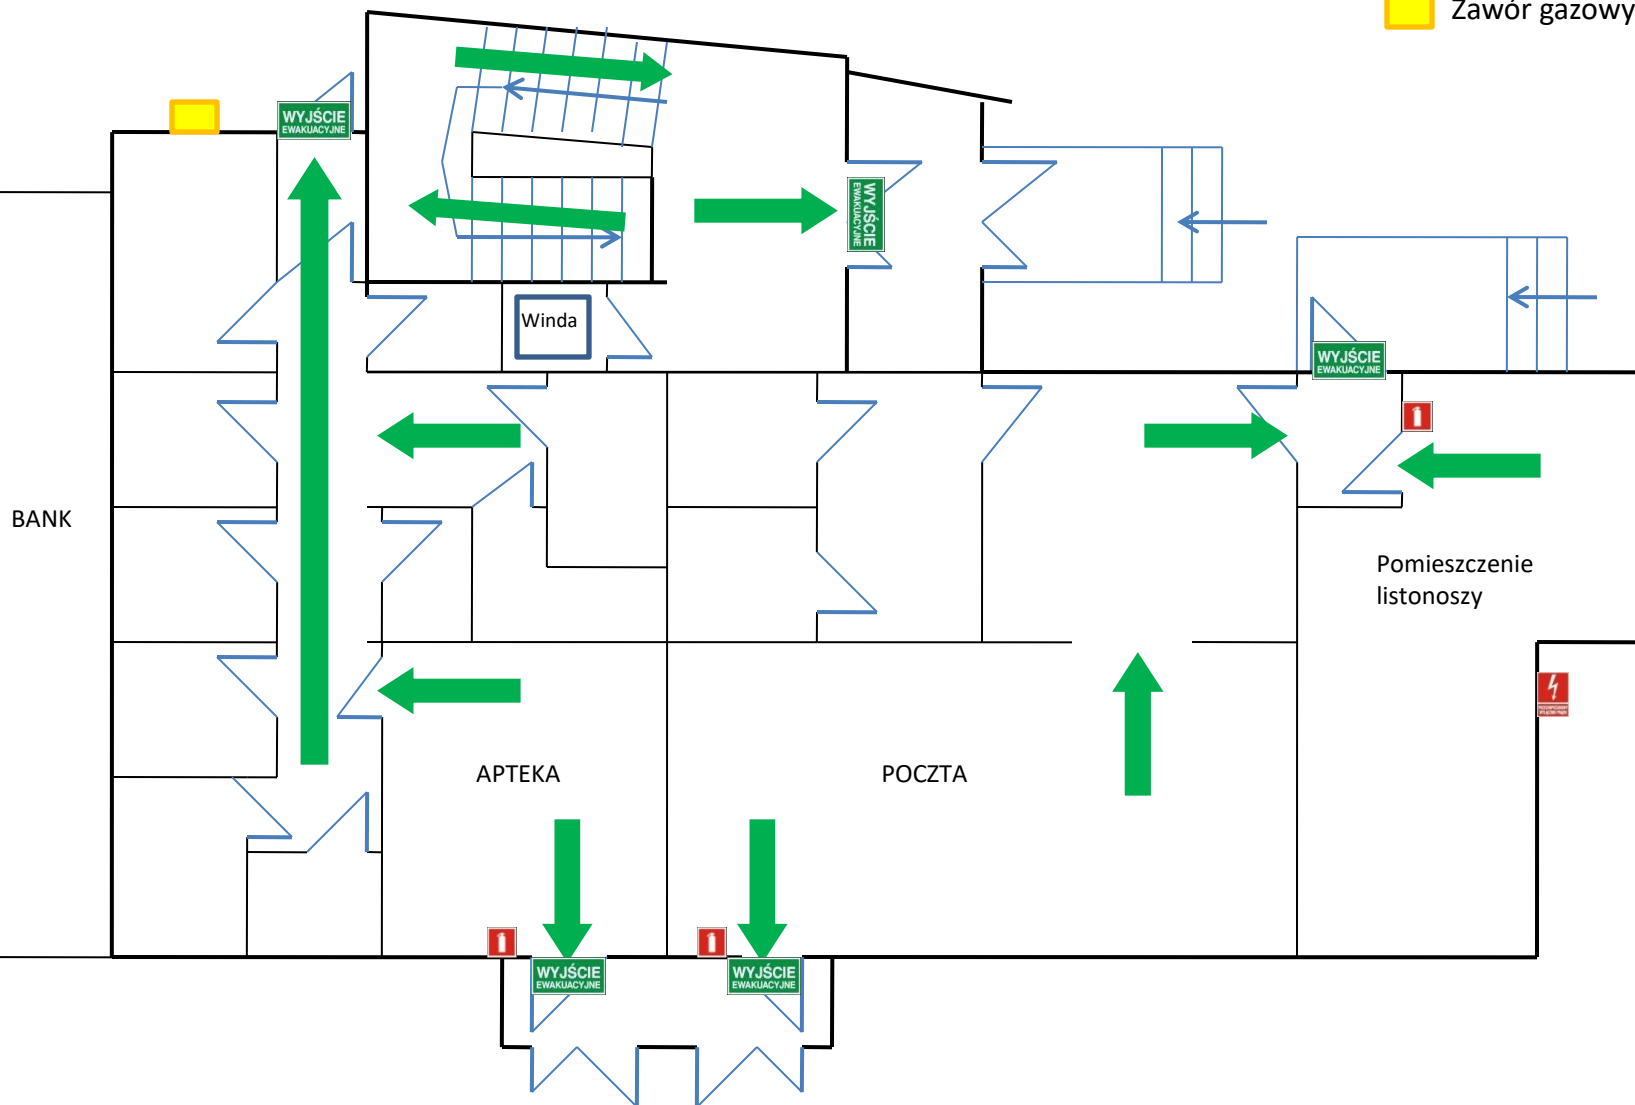 Zawór gazowy
WYJŚCIE
EWAKUACYJNE
WYJŚCIE
EWAKUACYJNE
Winda
WYJŚCIE
EWAKUACYJNE
BANK
Pomieszczenie
listonoszy
APTEKA
POCZTA
WYJŚCIE
EWAKUACYJNE
WYJŚCIE
EWAKUACYJNE